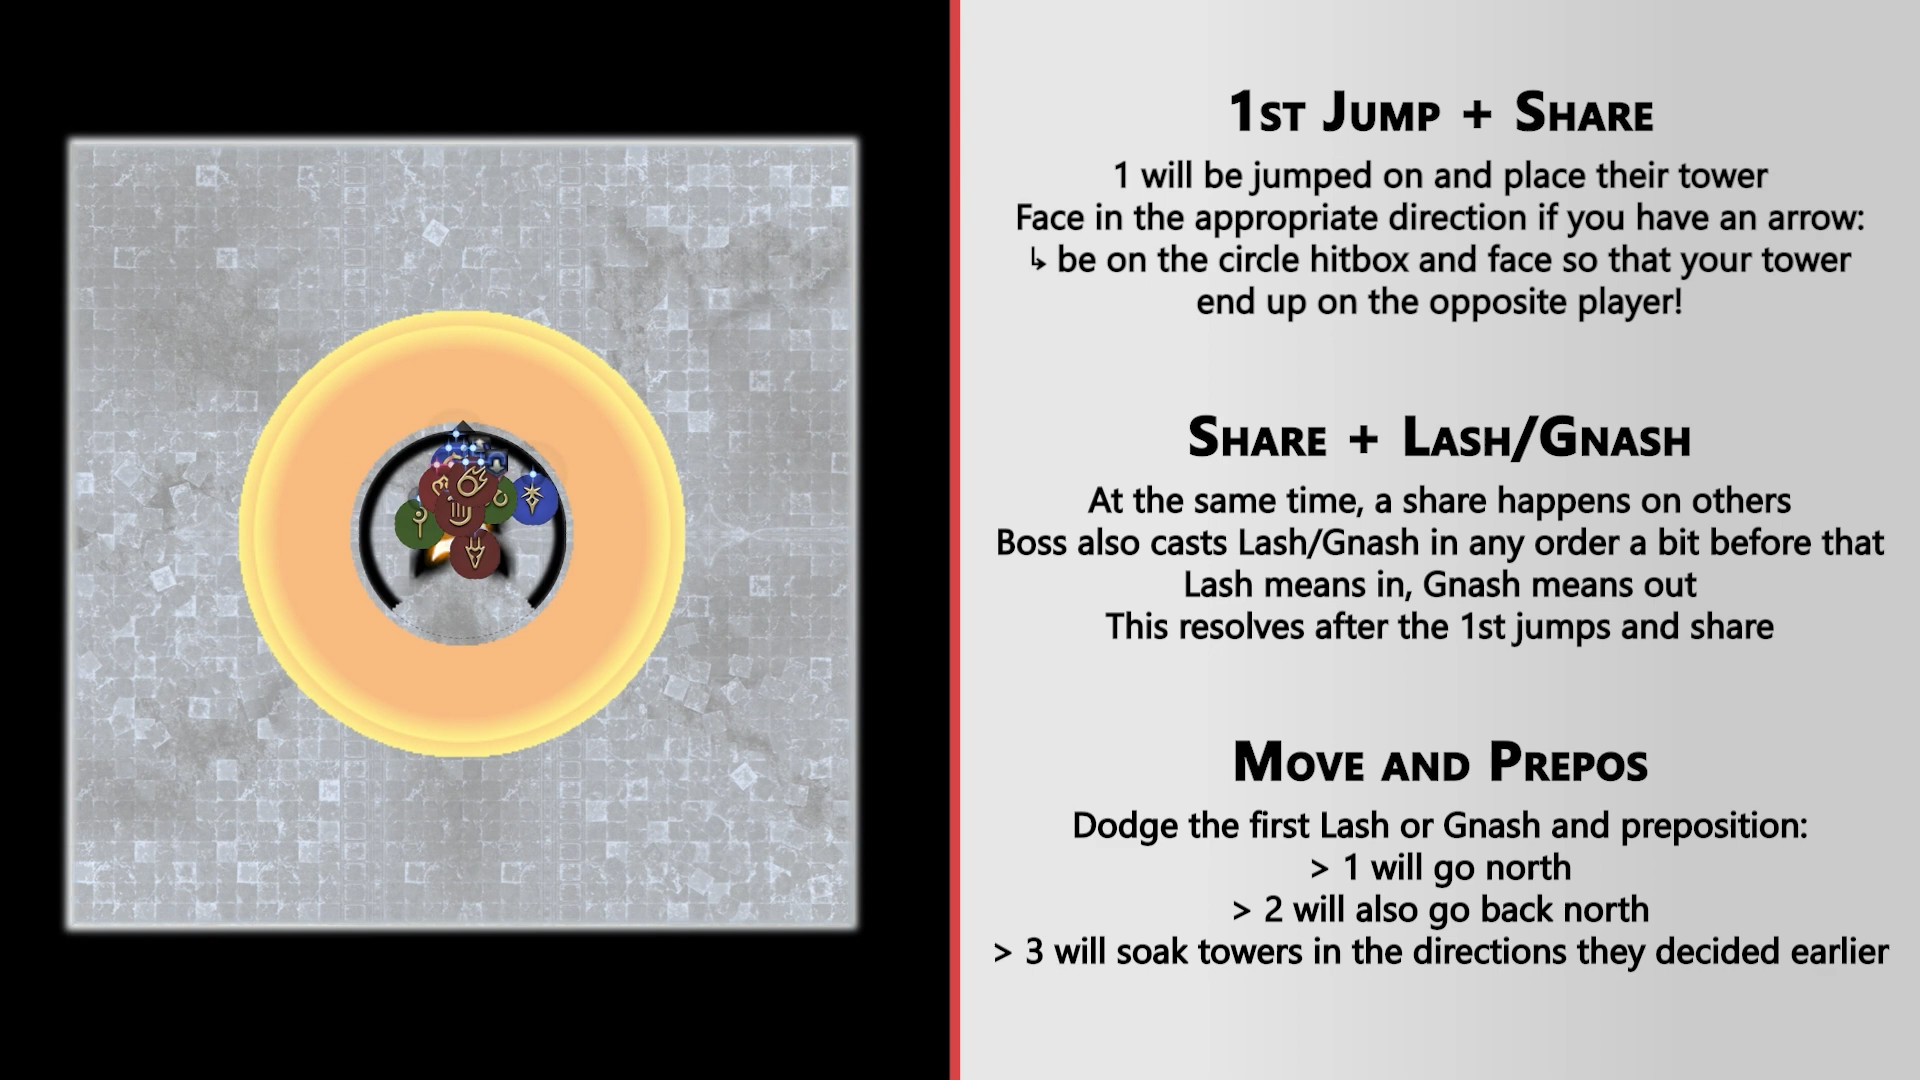 1st Jump + Share
1 will be jumped on and place their tower
Face in the appropriate direction if you have an arrow:
↳ be on the circle hitbox and face so that your tower
end up on the opposite player!
Share + Lash/Gnash
At the same time, a share happens on others
Boss also casts Lash/Gnash in any order a bit before that
Lash means in, Gnash means out
This resolves after the 1st jumps and share
Move and Prepos
Dodge the first Lash or Gnash and preposition:
> 1 will go north
> 2 will also go back north
> 3 will soak towers in the directions they decided earlier